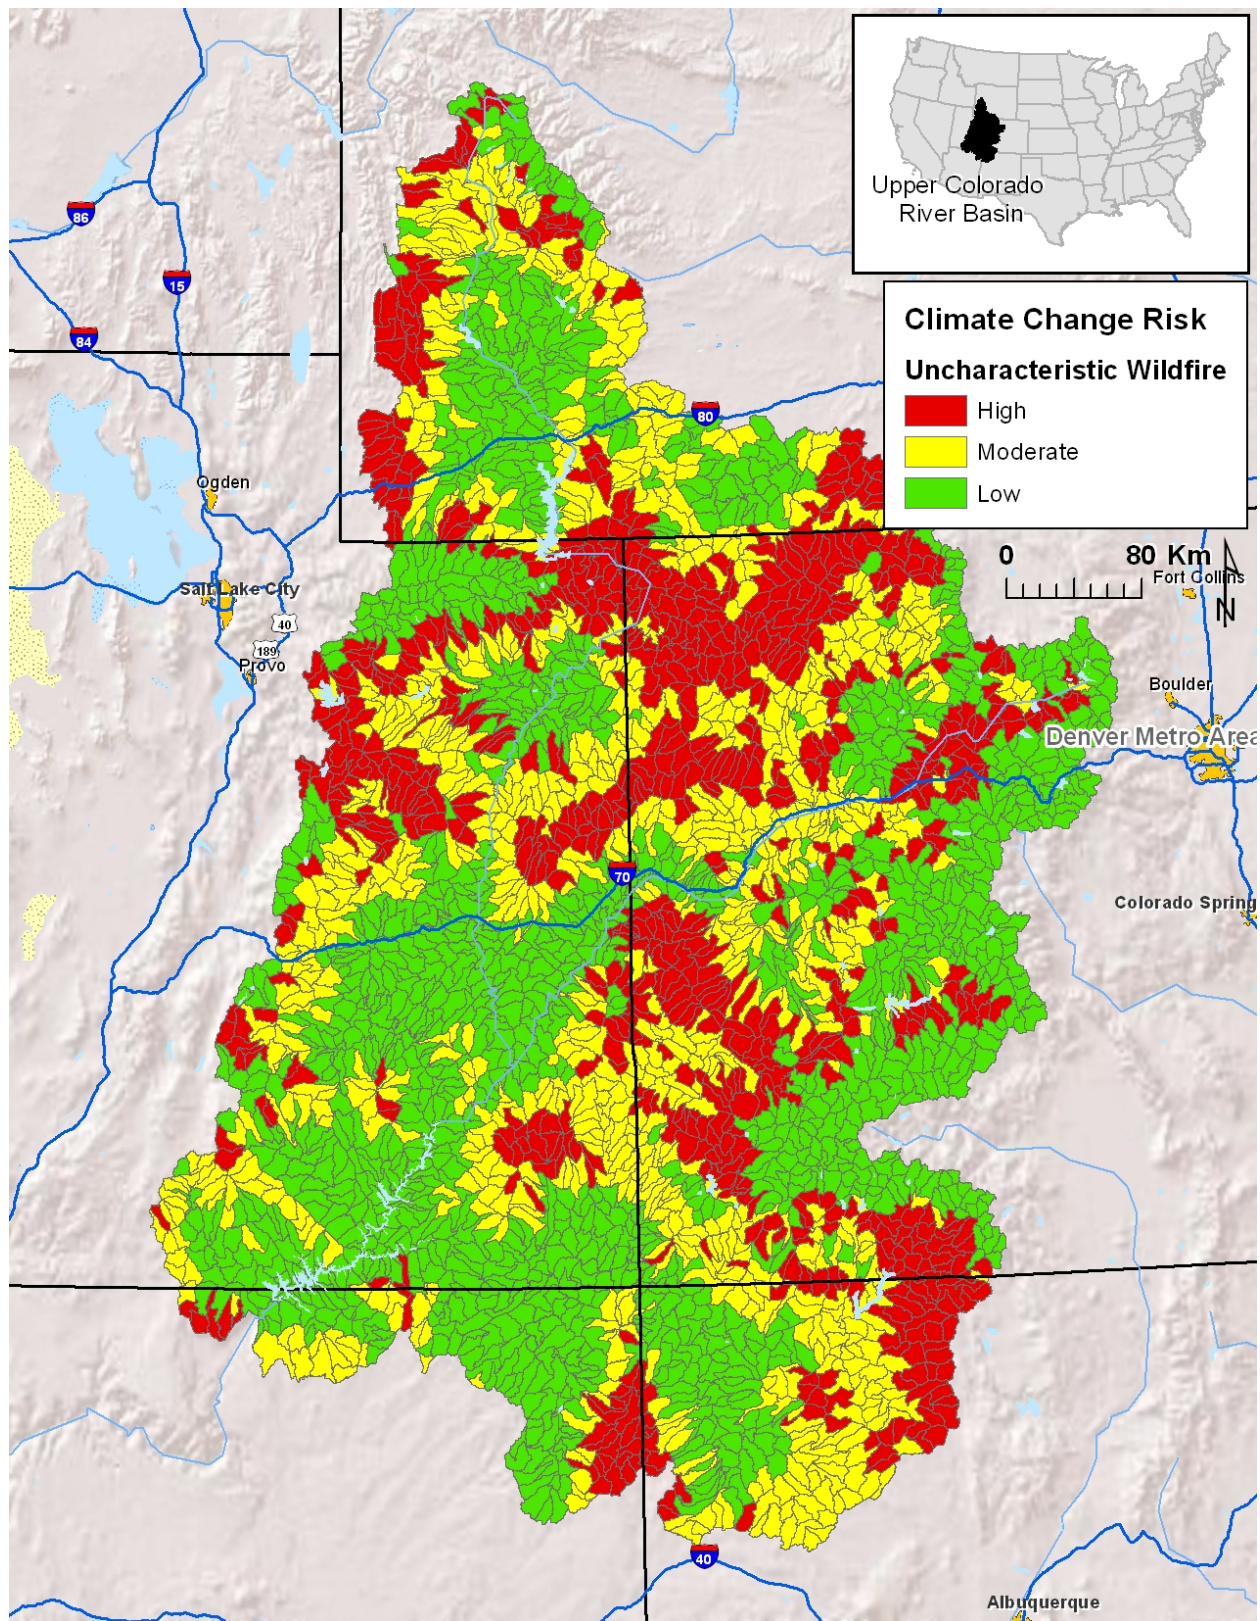 Upper Colorado
River Basin
86
15
Climate Change Risk
84
Uncharacteristic Wildfire
High
80
Moderate
Ogden
Low
0
80 Km
Fort Collins
N
Salt Lake City
40
189
Provo
Boulder
Denver Metro Area
70
Colorado Spring
40
Albuquerque